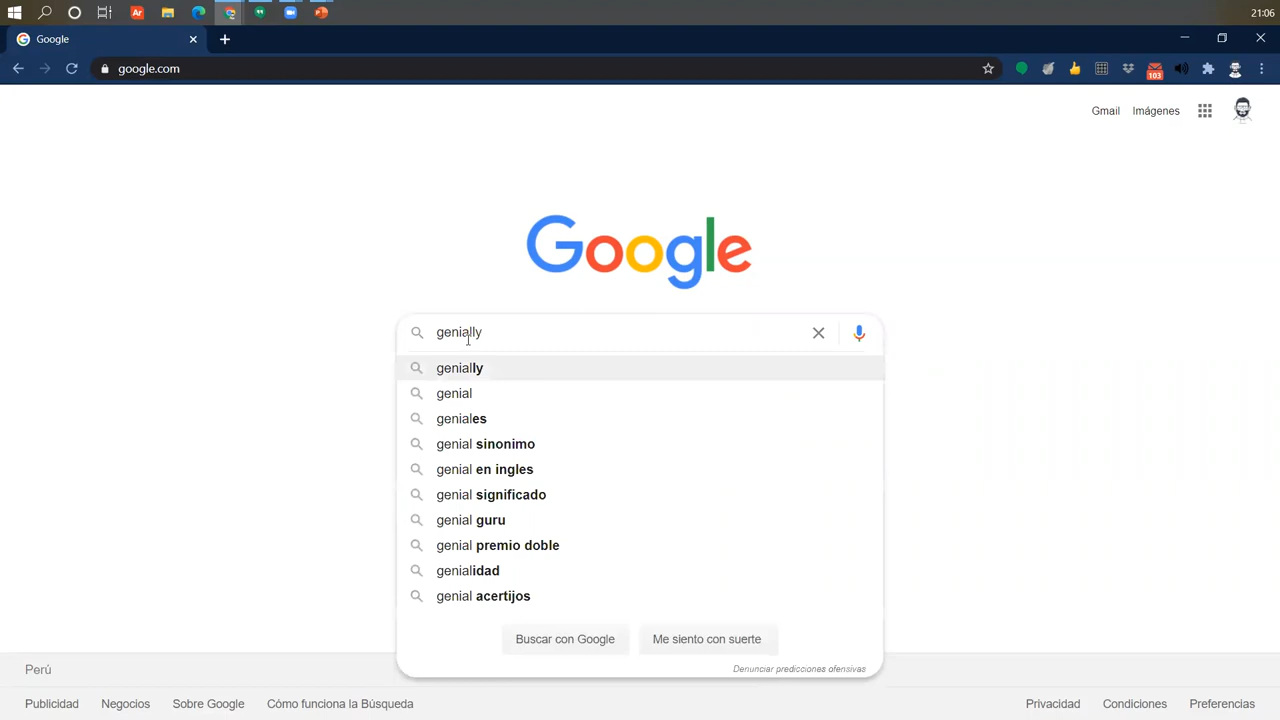 Ar
21:06
Google
google.com
103
Gmail Imágenes
Google
genially
genially
genial
geniales
genial sinonimo
genial en ingles
genial significado
genial guru
genial premio doble
genialidad
genial acertijos
Buscar con Google Me siento con suerte
Denunciar predicciones ofensivas
Perú
Publicidad Negocios Sobre Google Cómo funciona la Búsqueda Privacidad Condiciones Preferencias